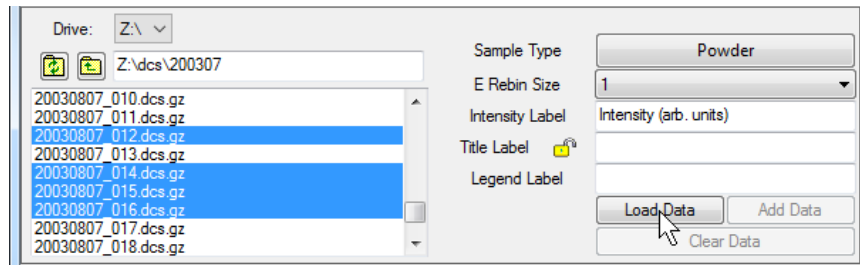 Drive: Z:\
Z:\dcs\200307
20030807_010.dcs.gz
20030807_011.dcs.gz
20030807_012.dcs.gz
20030807_013.dcs.gz
20030807_014.dcs.gz
20030807_015.dcs.gz
20030807_016.dcs.gz
20030807_017.dcs.gz
20030807_018.dcs.gz
Sample Type Powder
E Rebin Size 1
Intensity Label Intensity (arb. units)
Title Label
Legend Label
Load Data Add Data
Clear Data